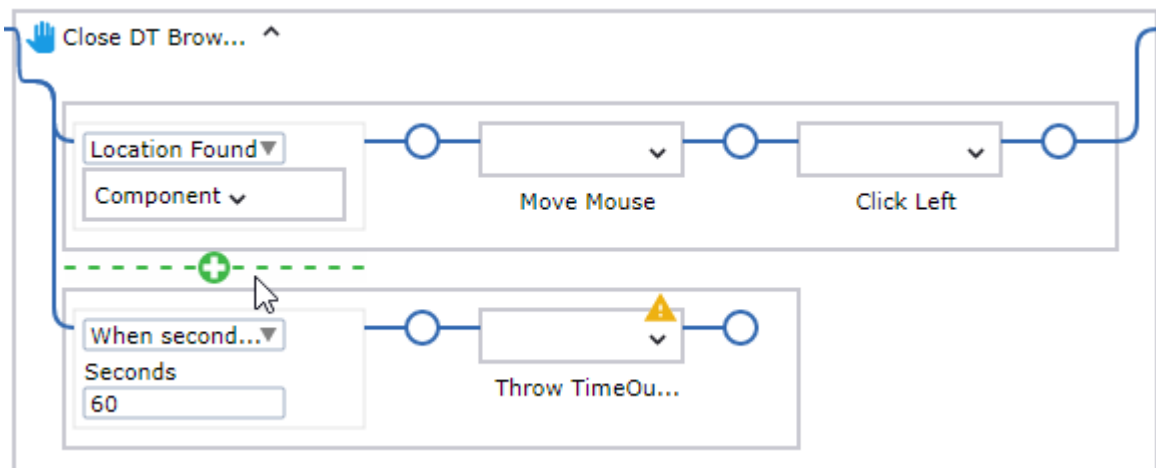 Close DT Brow...
Location Found
Component
Move Mouse
Click Left
When second...
Seconds
60
Throw TimeOu...